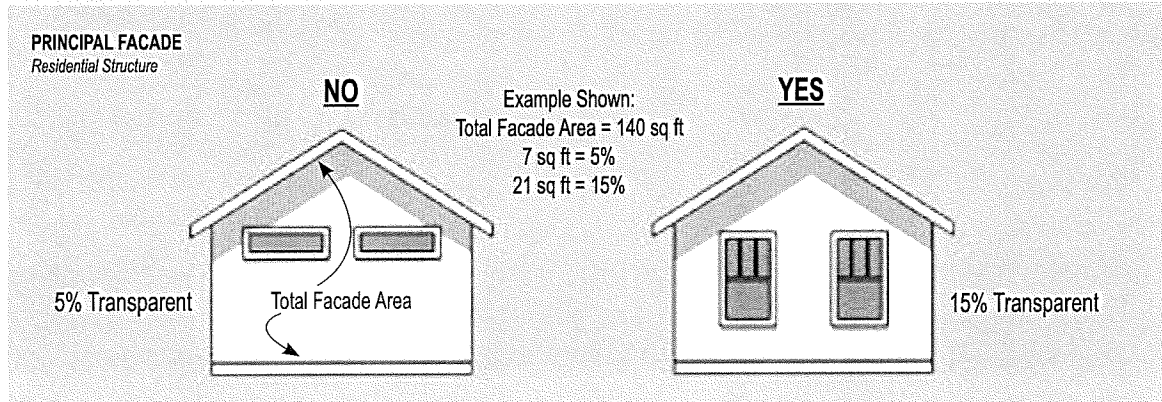 PRINCIPAL FACADE
Residential Structure
NO
Example Shown:
Total Facade Area = 140 sq ft
7 sq ft = 5%
21 sq ft = 15%
YES
5% Transparent
Total Facade Area
15% Transparent